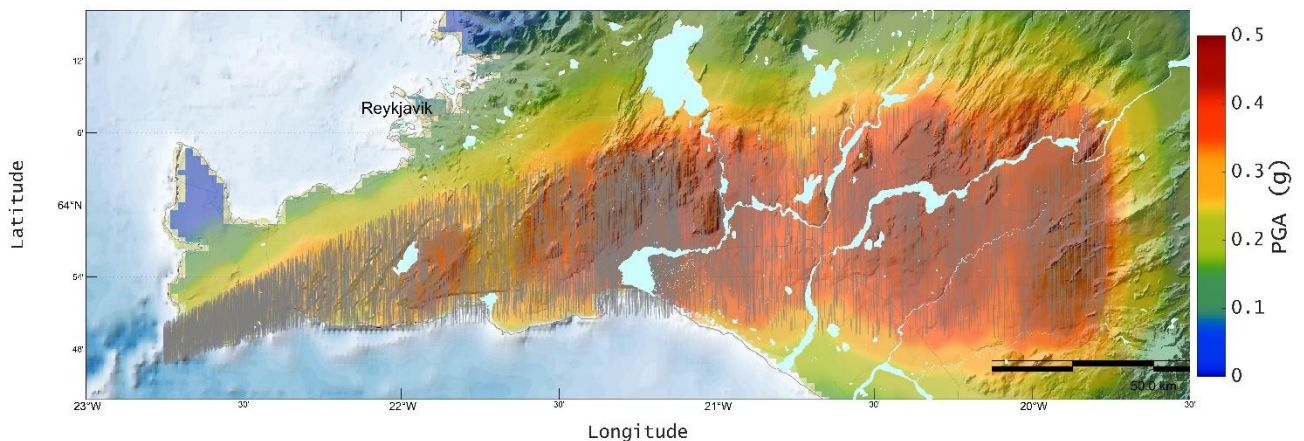 12'
Reykjavik
6'
64°N
54'
48'
23°W
30'
22°W
30'
21°W
30'
20°W
30'
50.0 km
Latitude
Longitude
0.5
0.4
0.3
0.2
0.1
0
PGA (g)